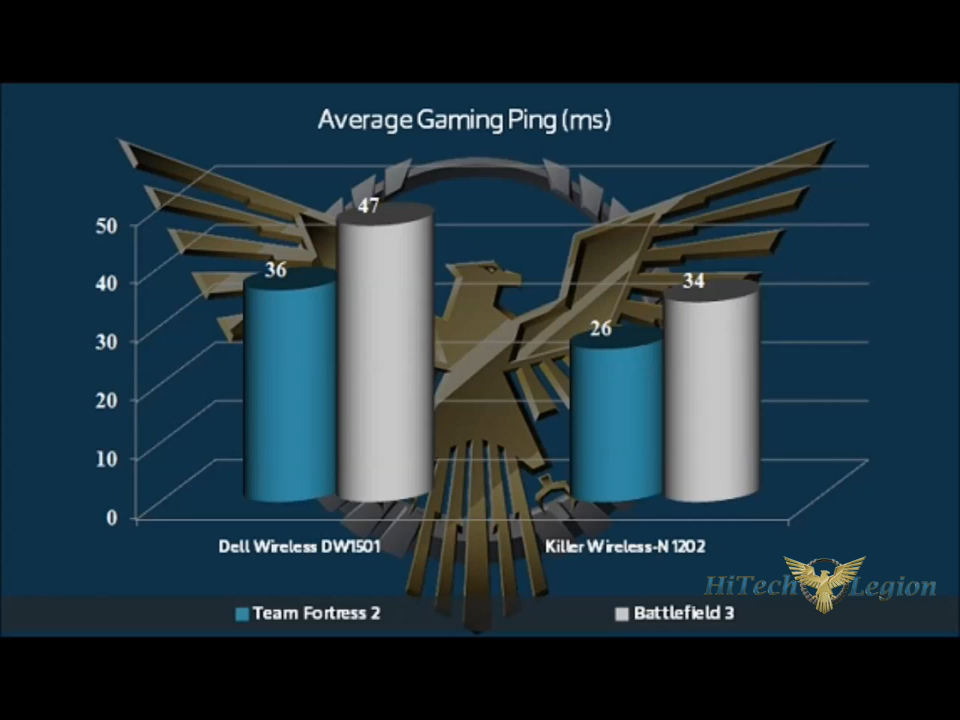 Average Gaming Ping (ms)
50
40
30
20
10
0
36
47
26
34
Dell Wireless DW1501
Killer Wireless-N 1202
HiTech Legion
Team Fortress 2
Battlefield 3